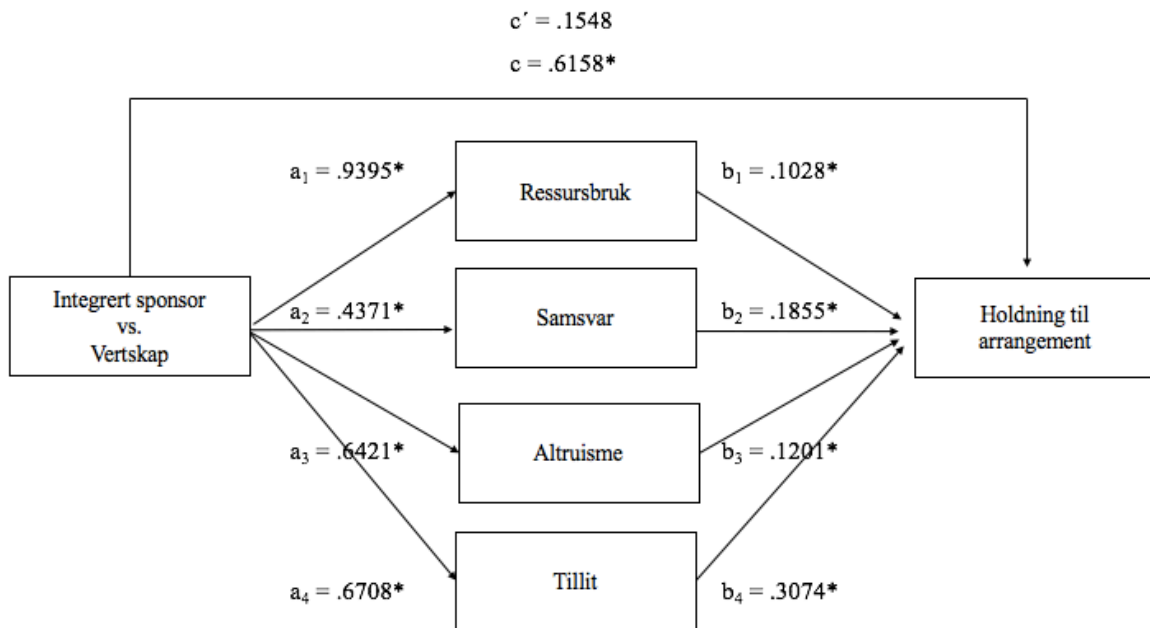 c´ = .1548
c = .6158*
a₁ = .9395*
Ressursbruk
b₁ = .1028*
Integrert sponsor
vs.
Vertskap
a₂ = .4371*
Samsvar
b₂ = .1855*
Holdning til
arrangement
a₃ = .6421*
Altruisme
b₃ = .1201*
a₄ = .6708*
Tillit
b₄ = .3074*